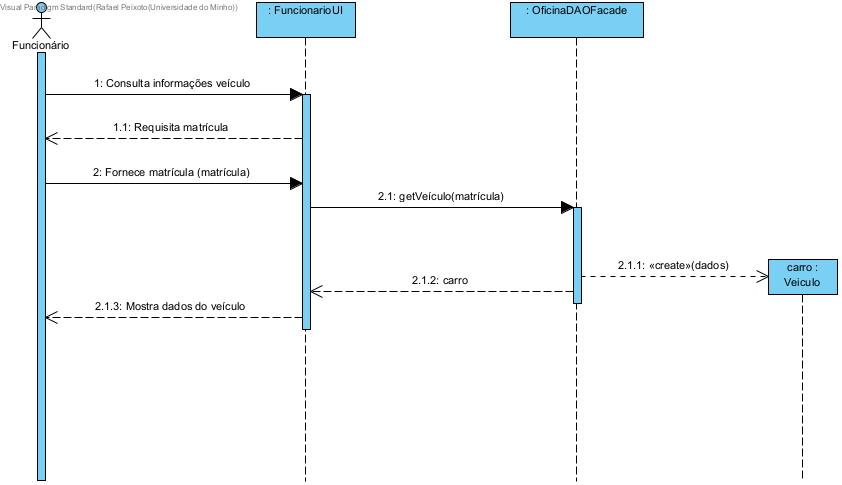 Visual Paradigm Standard(Rafael Peixoto(Universidade do Minho))
: FuncionarioUI
: OficinaDAOFacade
Funcionário
1: Consulta informações veículo
1.1: Requisita matrícula
2: Fornece matrícula (matrícula)
2.1: getVeículo(matrícula)
2.1.1: «create»(dados)
carro :
Veiculo
2.1.2: carro
2.1.3: Mostra dados do veículo